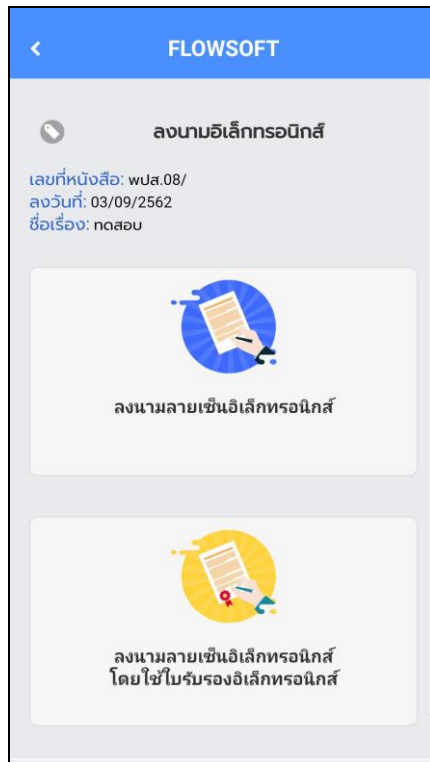 FLOWSOFT
ลงนามอิเล็กทรอนิกส์
เลขที่หนังสือ: พปส.08/
ลงวันที่: 03/09/2562
ชื่อเรื่อง: ทดสอบ
ลงนามลายเซ็นอิเล็กทรอนิกส์
ลงนามลายเซ็นอิเล็กทรอนิกส์
โดยใช้ใบรับรองอิเล็กทรอนิกส์